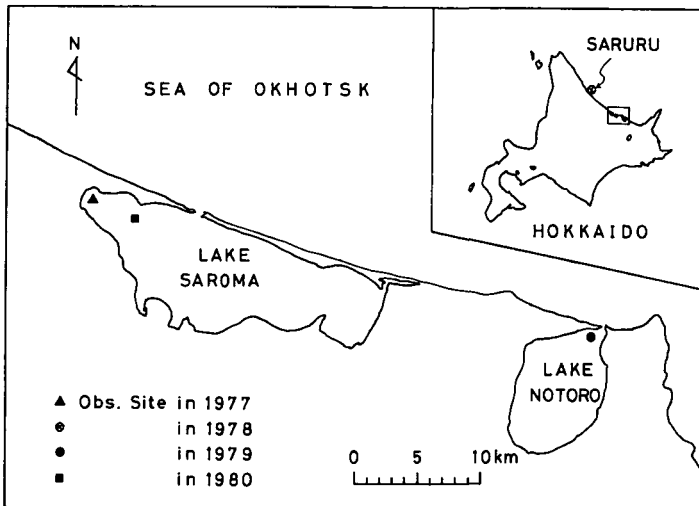 N
SEA OF OKHOTSK
SARURU
HOKKAIDO
LAKE
SAROMA
LAKE
NOTORO
Obs. Site in 1977
in 1978
in 1979
in 1980
0 5 10km